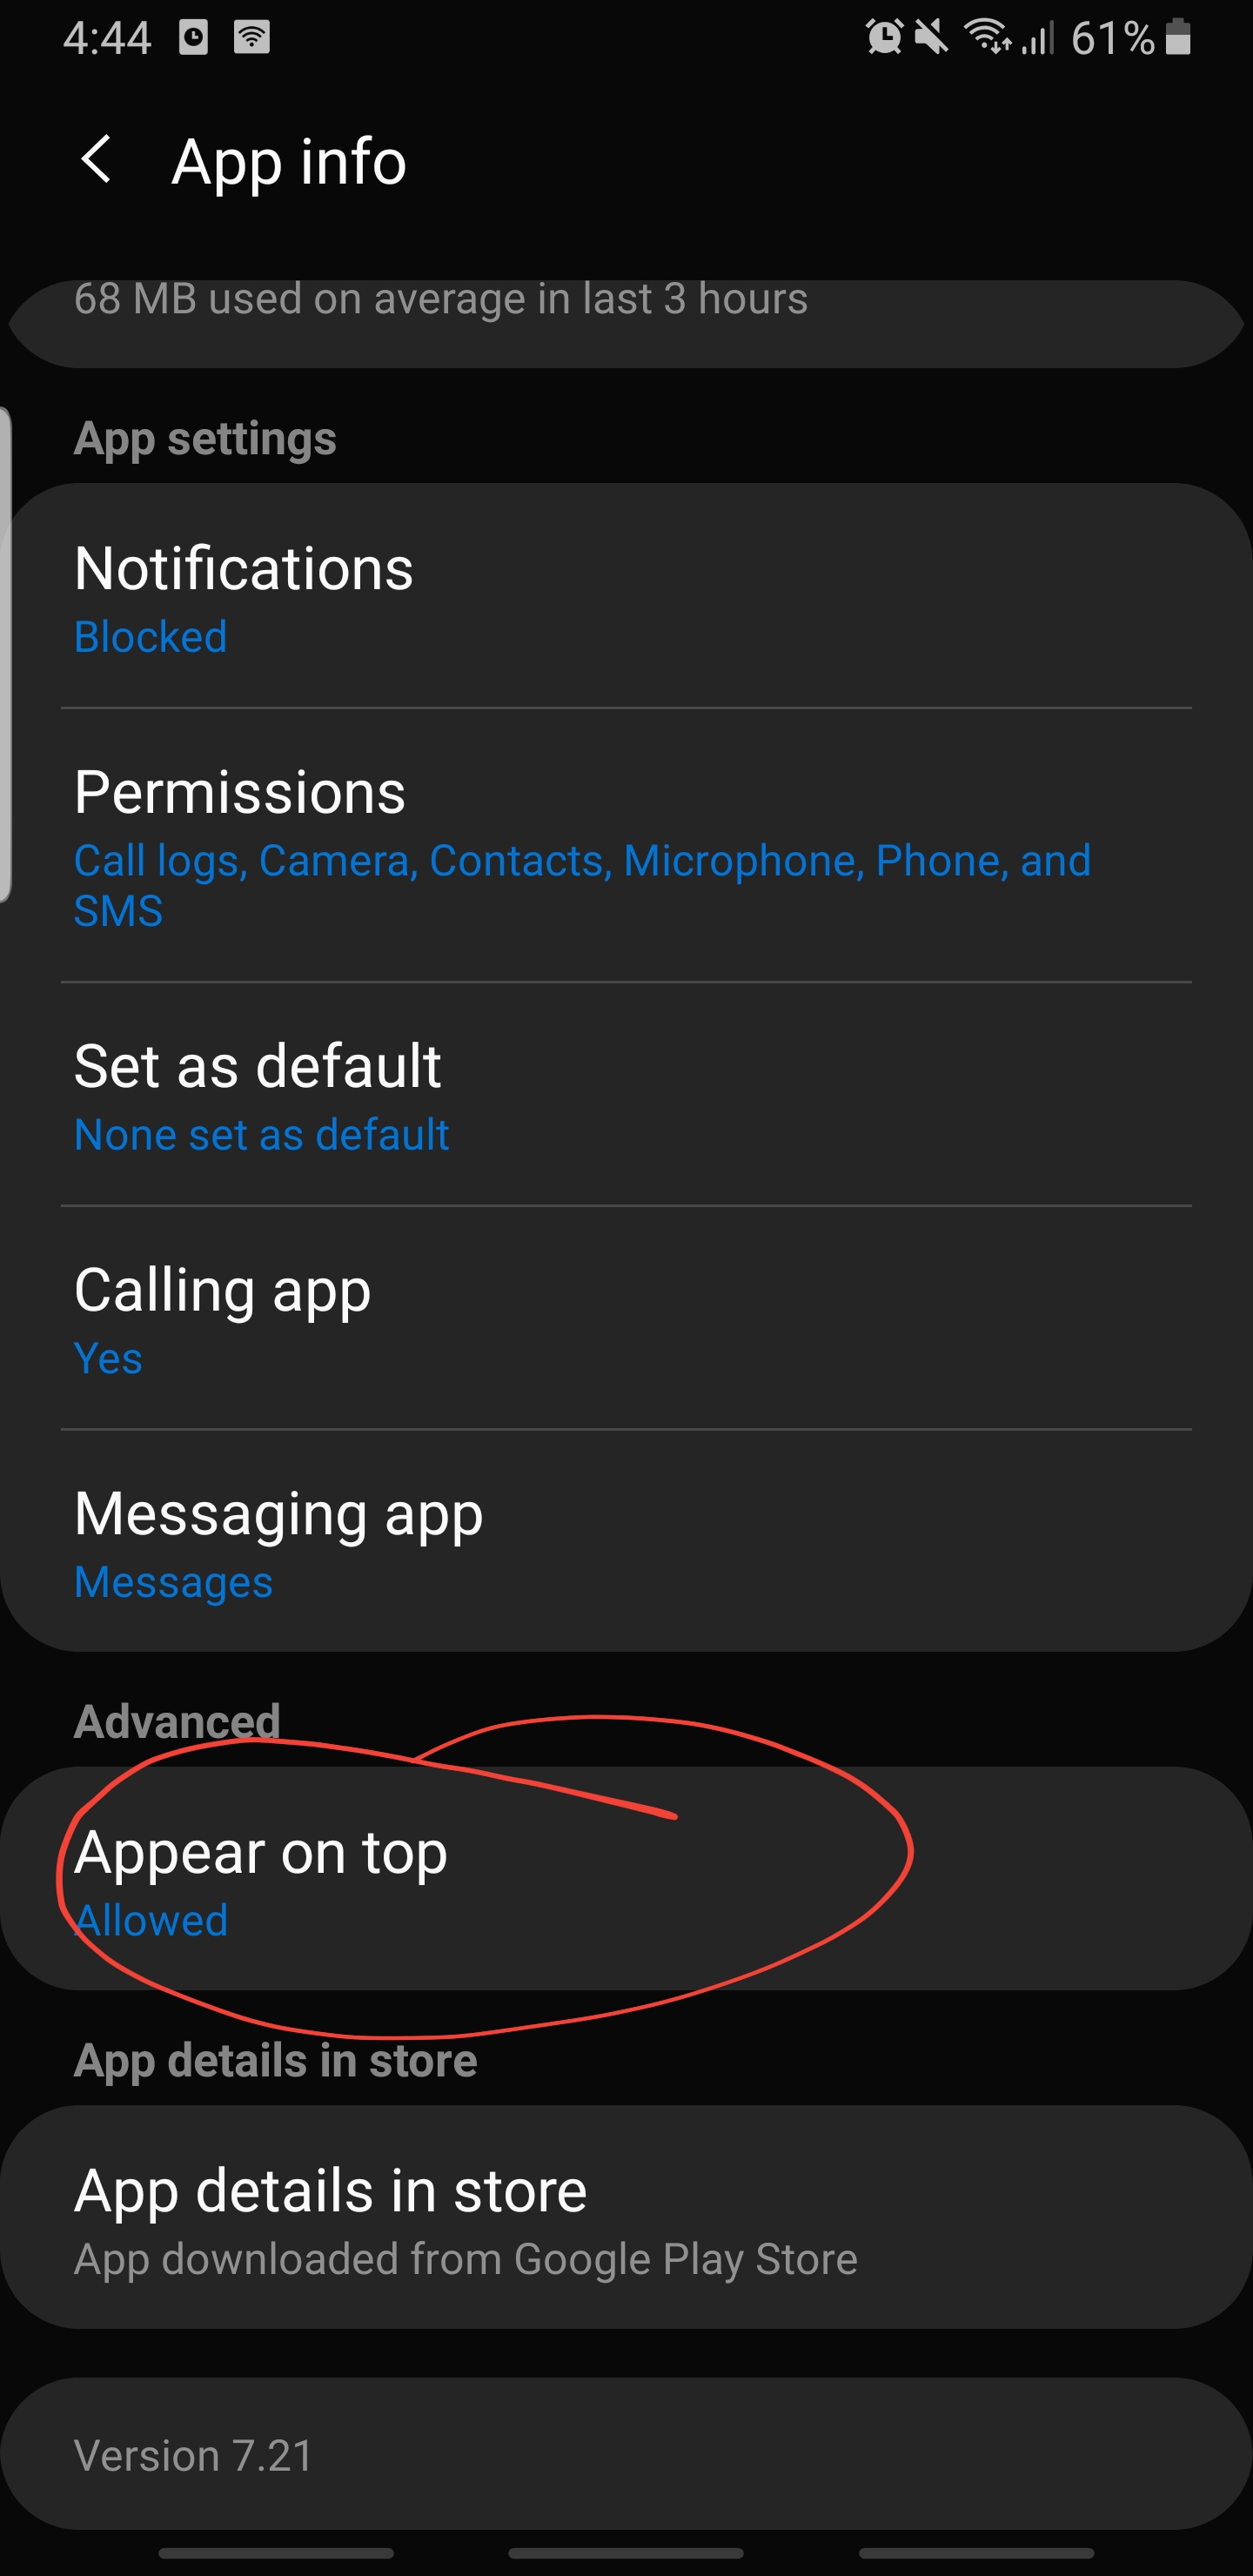 4:44
61%
App info
68 MB used on average in last 3 hours
App settings
Notifications
Blocked
Permissions
Call logs, Camera, Contacts, Microphone, Phone, and
SMS
Set as default
None set as default
Calling app
Yes
Messaging app
Messages
Advanced
Appear on top
Allowed
App details in store
App details in store
App downloaded from Google Play Store
Version 7.21